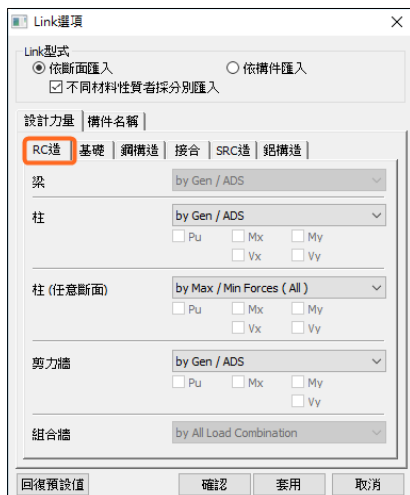 Link選項
Link型式
依斷面匯入 依構件匯入
不同材料性質者採分別匯入
設計力量 構件名稱
RC造 基礎 鋼構造 接合 SRC造 鋁構造
梁 by Gen / ADS
柱 by Gen / ADS
Pu Mx My
Vx Vy
柱 (任意斷面) by Max / Min Forces ( All )
Pu Mx My
Vx Vy
剪力牆 by Gen / ADS
Pu Mx My
Vy
組合牆 by All Load Combination
回復預設值 確認 套用 取消